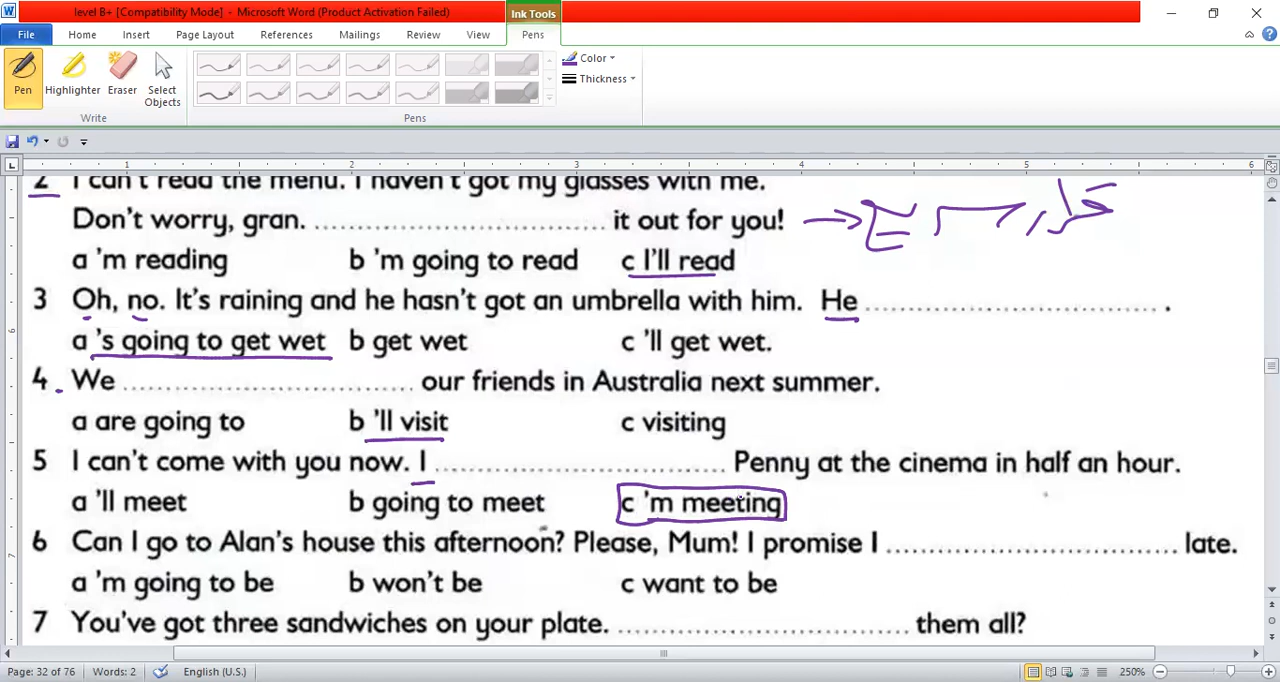 level B+ [Compatibility Mode] - Microsoft Word (Product Activation Failed)
Ink Tools
File Home Insert Page Layout References Mailings Review View Pens
Pen Highlighter Eraser Select Objects
Color
Thickness
Write
Pens
1 2 3 4 5 6
2 I can't read the menu. I haven't got my glasses with me.
Don't worry, gran. .......................................... it out for you!
a 'm reading b 'm going to read c I'll read
3 Oh, no. It's raining and he hasn't got an umbrella with him. He .......................................... .
a 's going to get wet b get wet c 'll get wet.
4 We .......................................... our friends in Australia next summer.
a are going to b 'll visit c visiting
5 I can't come with you now. I .......................................... Penny at the cinema in half an hour.
a 'll meet b going to meet c 'm meeting
6 Can I go to Alan's house this afternoon? Please, Mum! I promise I .......................................... late.
a 'm going to be b won't be c want to be
7 You've got three sandwiches on your plate. .......................................... them all?
Page: 32 of 76 Words: 2 English (U.S.) 250%